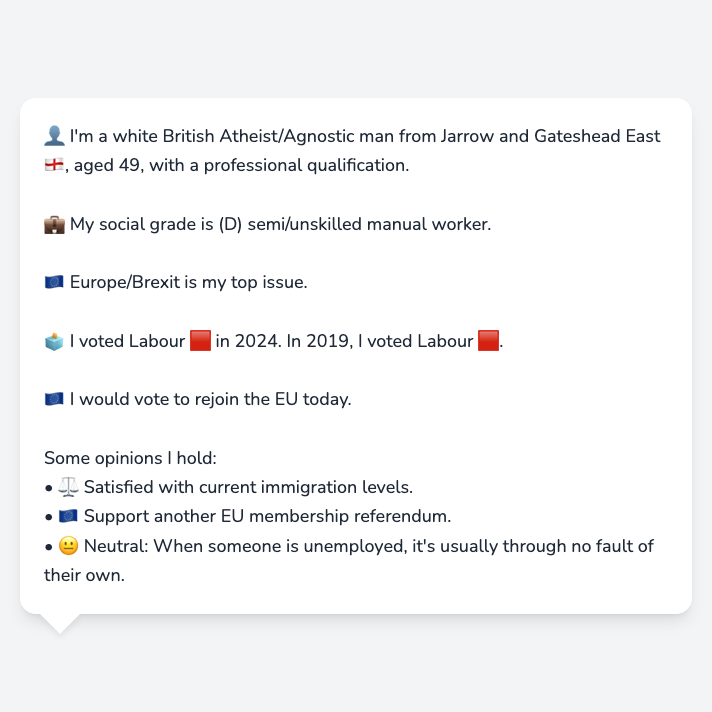 👤 I'm a white British Atheist/Agnostic man from Jarrow and Gateshead East
🏴󠁧󠁢󠁥󠁮󠁧󠁿, aged 49, with a professional qualification.
💼 My social grade is (D) semi/unskilled manual worker.
🇪🇺 Europe/Brexit is my top issue.
🗳️ I voted Labour 🟥 in 2024. In 2019, I voted Labour 🟥.
🇪🇺 I would vote to rejoin the EU today.
Some opinions I hold:
• ⚖️ Satisfied with current immigration levels.
• 🇪🇺 Support another EU membership referendum.
• 😐 Neutral: When someone is unemployed, it's usually through no fault of
their own.